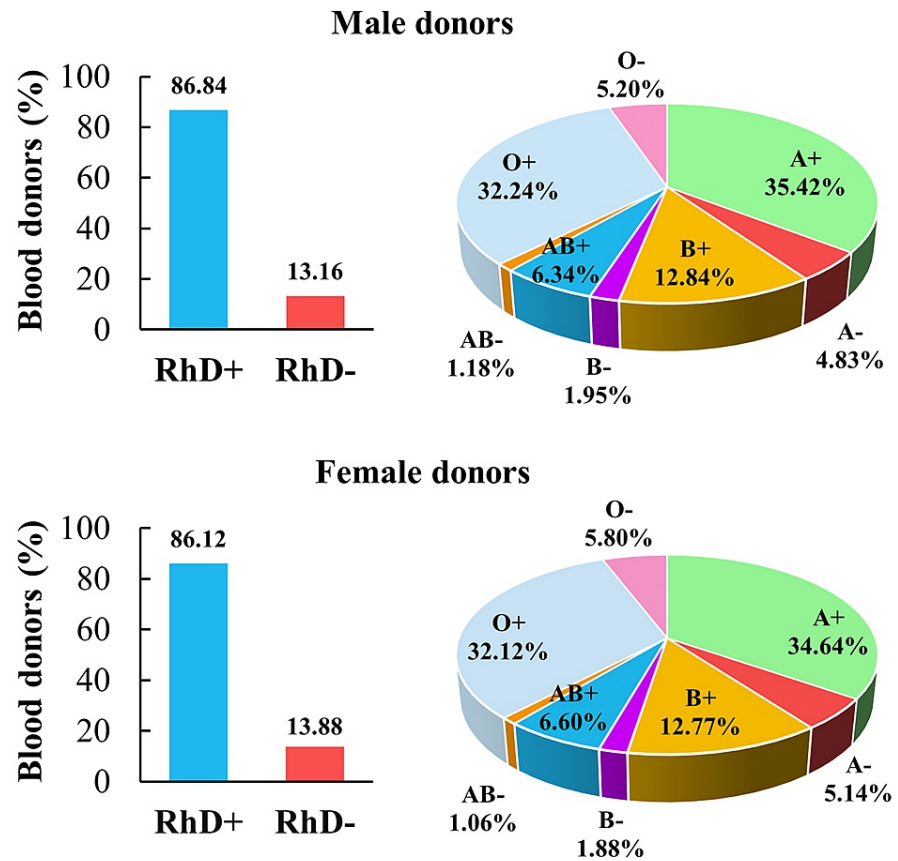 Male donors
Blood donors (%)
100
80
60
40
20
0
86.84
13.16
RhD+ RhD-
O-
5.20%
A+
35.42%
O+
32.24%
AB+
6.34%
B+
12.84%
AB-
1.18%
B-
1.95%
A-
4.83%
Female donors
Blood donors (%)
100
80
60
40
20
0
86.12
13.88
RhD+ RhD-
O-
5.80%
A+
34.64%
O+
32.12%
AB+
6.60%
B+
12.77%
AB-
1.06%
B-
1.88%
A-
5.14%